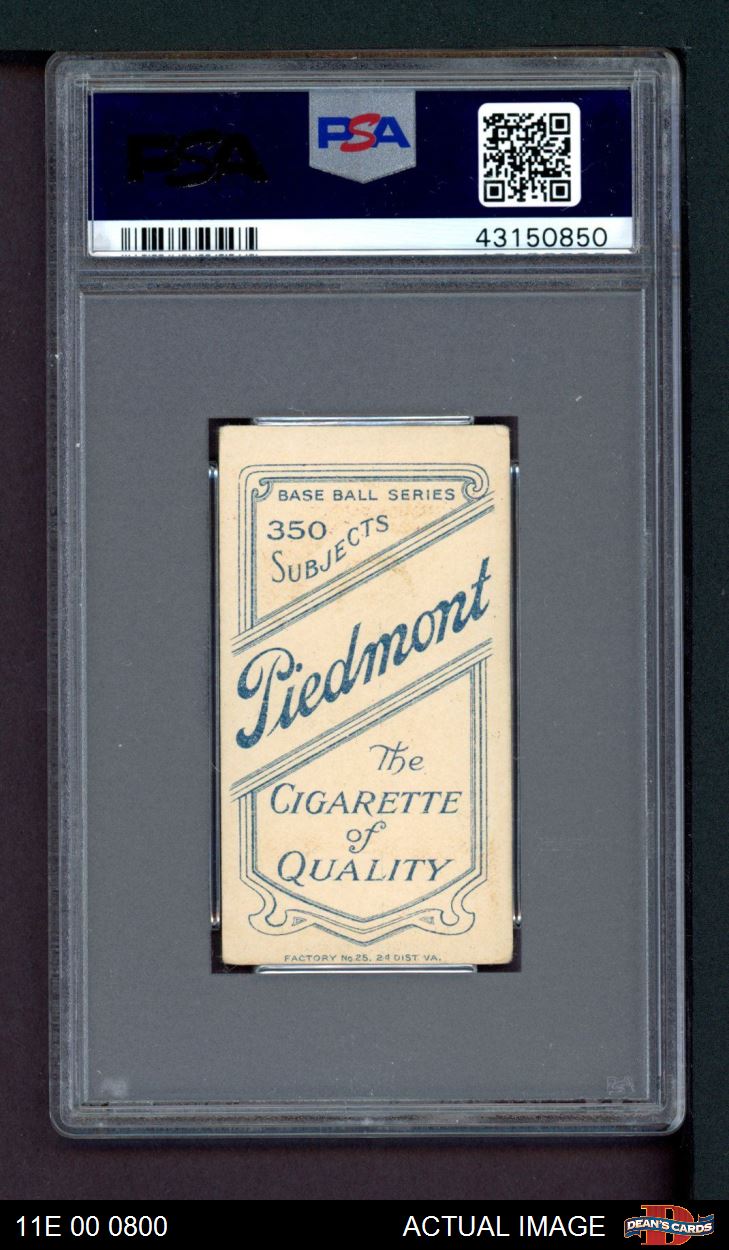 PSA
PSA
43150850
BASE BALL SERIES
350
SUBJECTS
Piedmont
The
CIGARETTE
of
QUALITY
FACTORY No 25, 2d DIST. VA.
11E 00 0800
ACTUAL IMAGE
DEAN'S CARDS